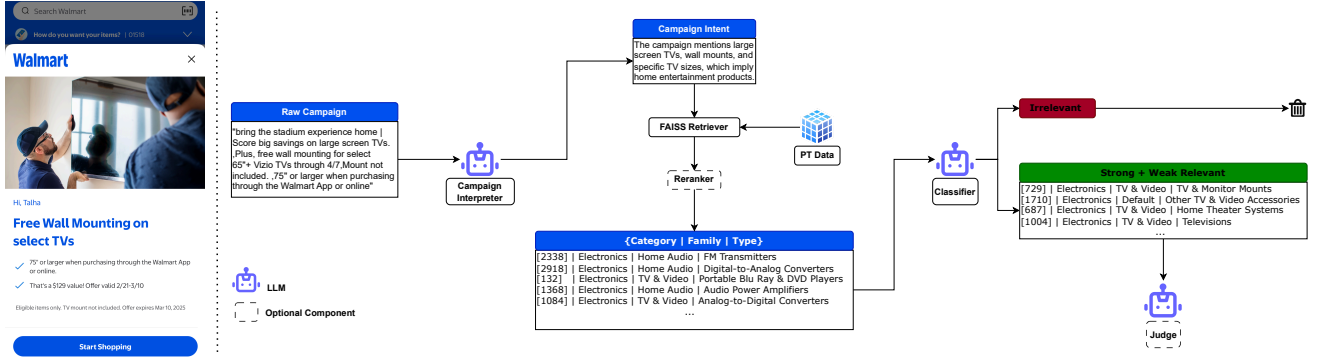 Search Walmart
How do you want your items? | 01518
Walmart
Hi, Talha
Free Wall Mounting on
select TVs
75" or larger when purchasing through the Walmart App
or online.
That's a $129 value! Offer valid 2/21-3/10
Eligible items only. TV mount not included. Offer expires Mar 10, 2025
Start Shopping
Raw Campaign
"bring the stadium experience home |
Score big savings on large screen TVs.
,Plus, free wall mounting for select
65"+ Vizio TVs through 4/7,Mount not
included. ,75" or larger if purchasing
through the Walmart App or online"
Campaign
Interpreter
LLM
Optional Component
Campaign Intent
The campaign mentions large
screen TVs, wall mounts, and
specific TV sizes, which imply
home entertainment products.
FAISS Retriever
PT Data
Reranker
{Category | Family | Type}
[2338] | Electronics | Home Audio | FM Transmitters
[2918] | Electronics | Home Audio | Digital-to-Analog Converters
[132] | Electronics | TV & Video | Portable Blu Ray & DVD Players
[1368] | Electronics | Home Audio | Audio Power Amplifiers
[1084] | Electronics | TV & Video | Analog-to-Digital Converters
...
Classifier
Irrelevant
Strong + Weak Relevant
[729] | Electronics | TV & Video | TV & Monitor Mounts
[1710] | Electronics | Default | Other TV & Video Accessories
[687] | Electronics | TV & Video | Home Theater Systems
[1004] | Electronics | TV & Video | Televisions
...
Judge